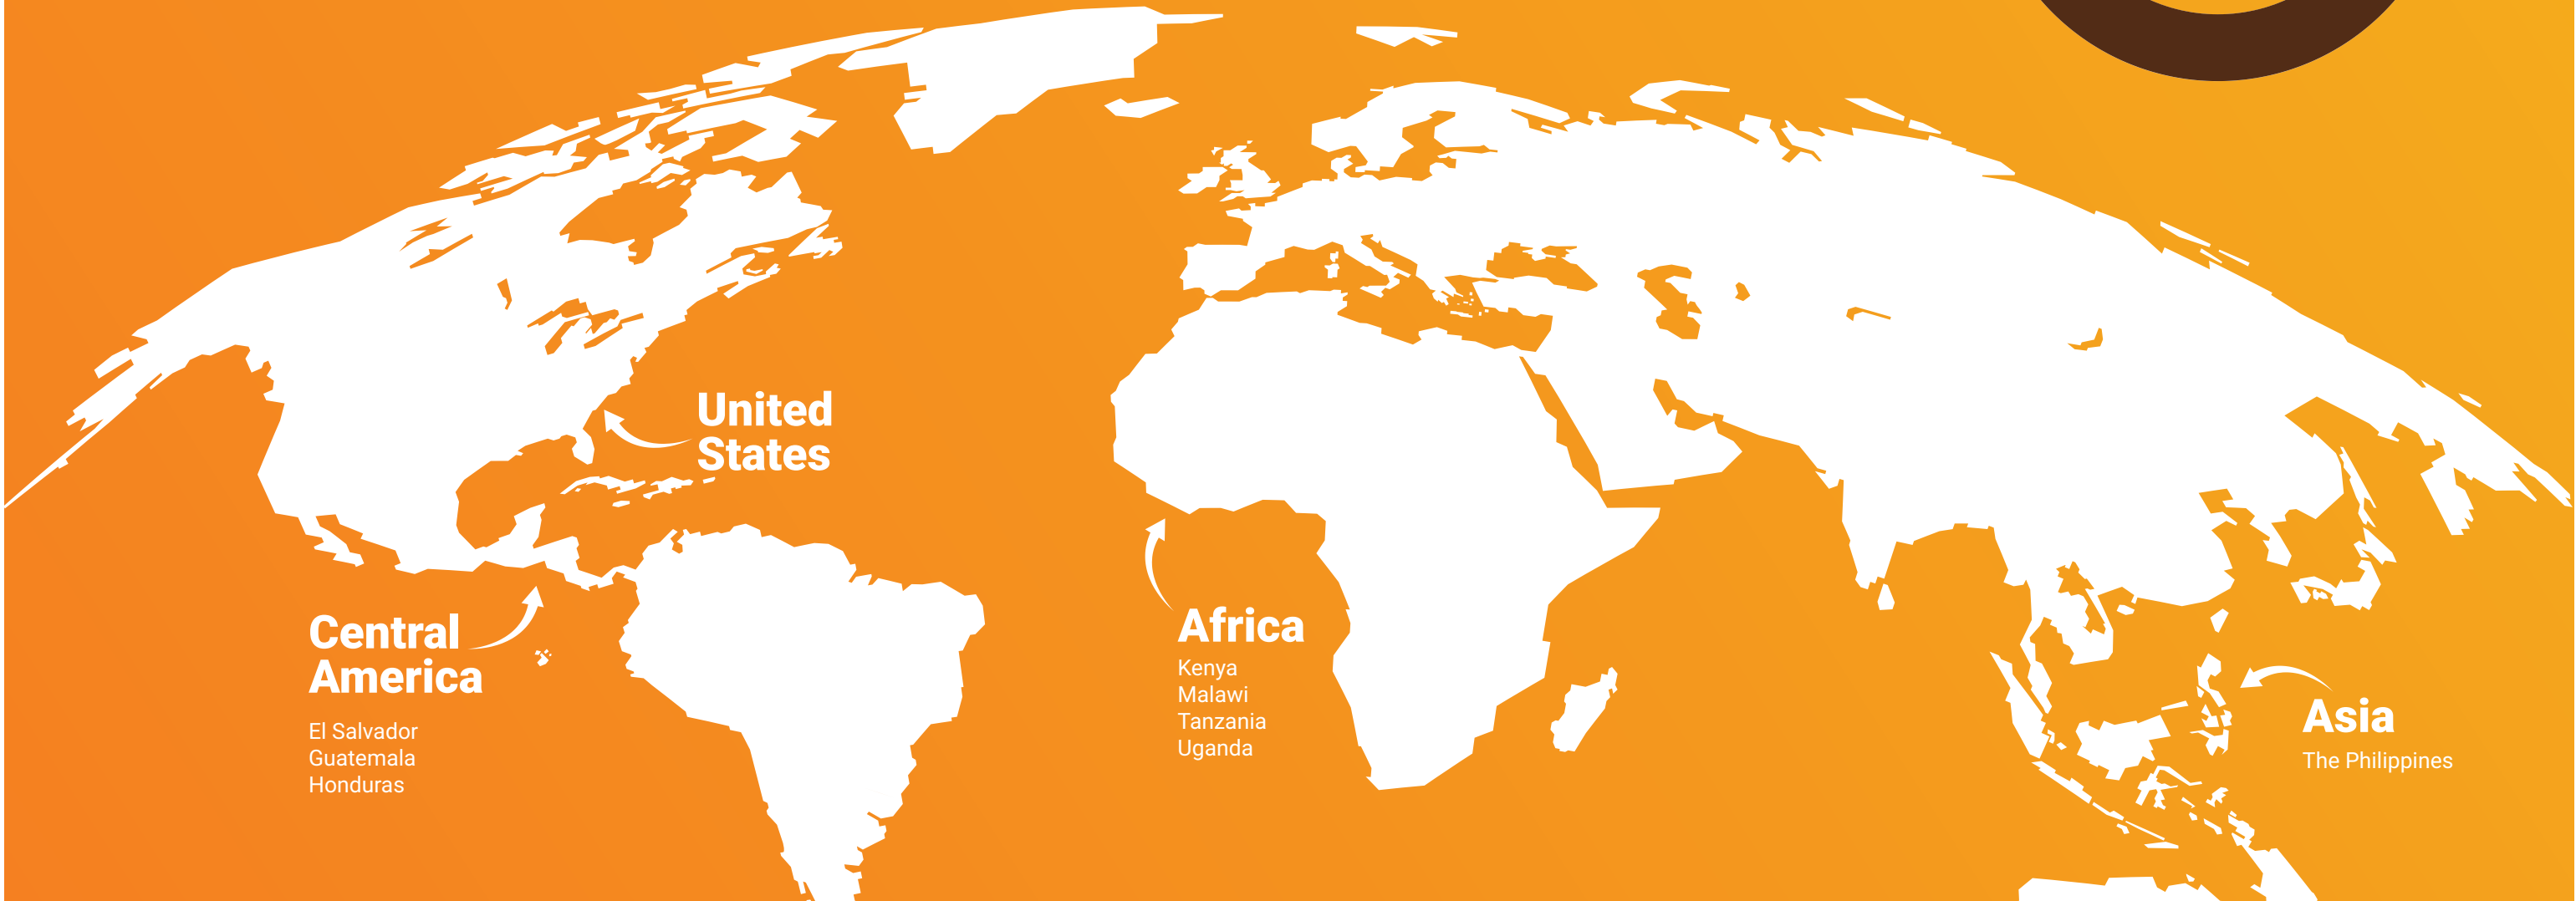 United
States
Central
America
El Salvador
Guatemala
Honduras
Africa
Kenya
Malawi
Tanzania
Uganda
Asia
The Philippines